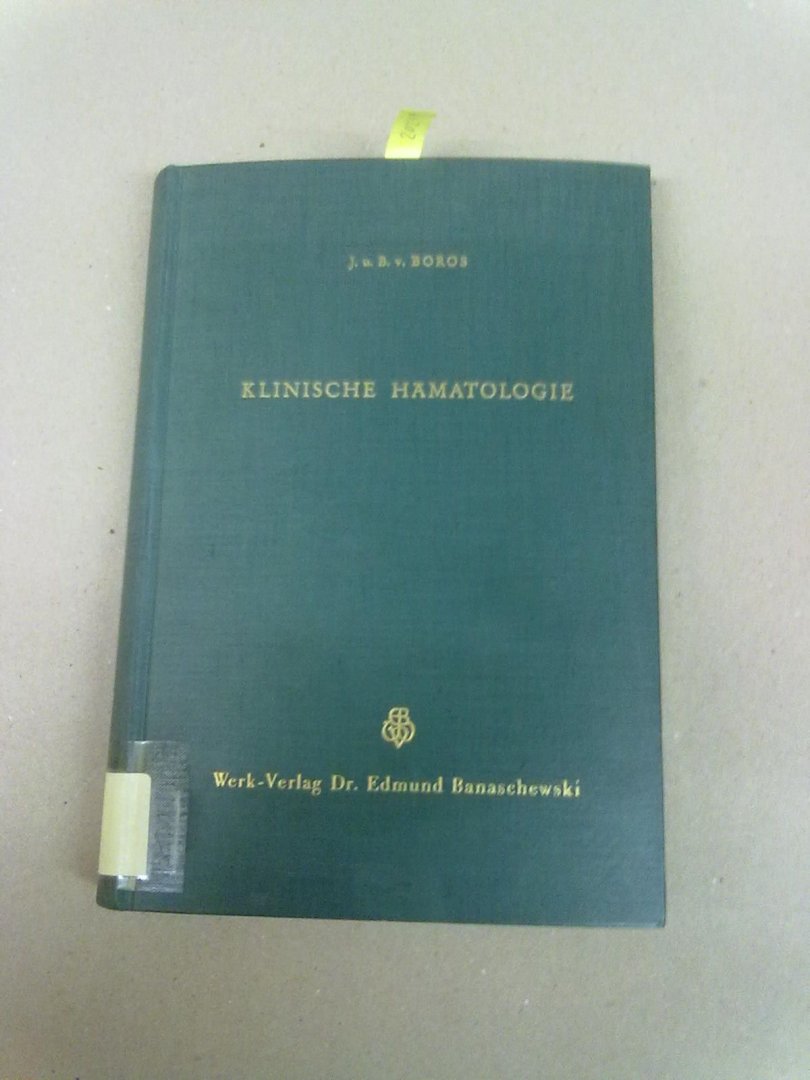 J. u. B. v. BOROS
KLINISCHE HÄMATOLOGIE
Werk-Verlag Dr. Edmund Banaschewski